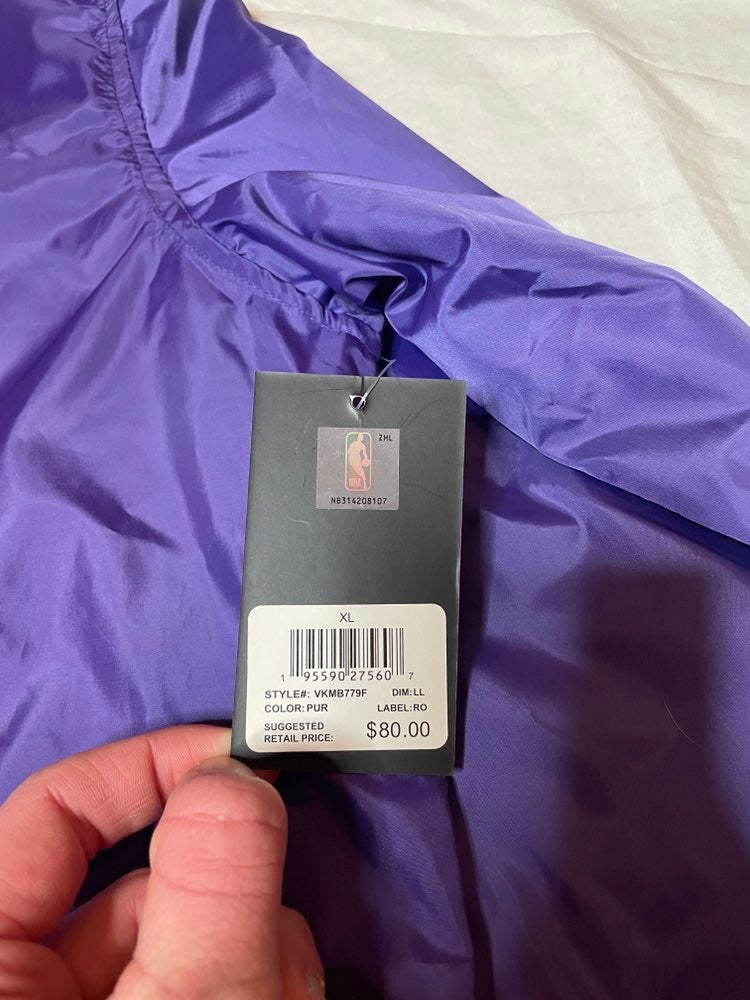 ZHL
NBA
NB314208107
XL
1 95590 27560 7
STYLE#: VKMB779F DIM:LL
COLOR:PUR LABEL:RO
SUGGESTED
RETAIL PRICE: $80.00